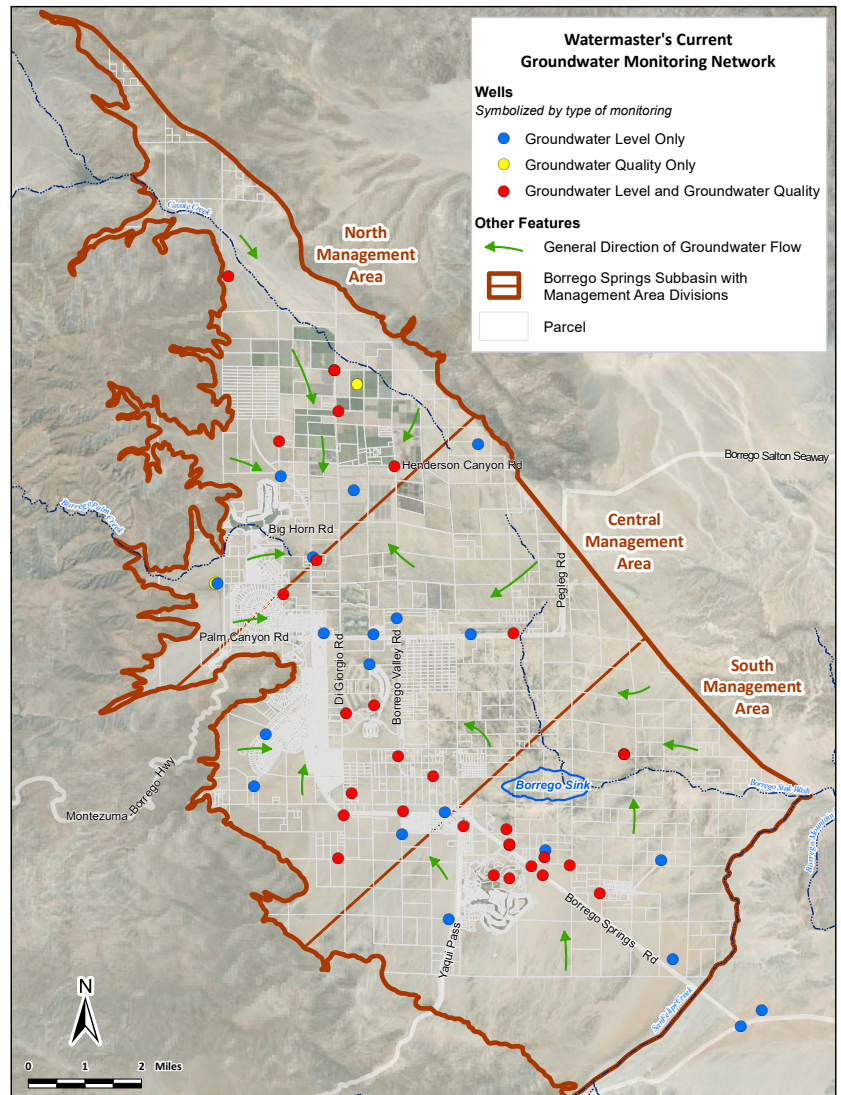 Watermaster's Current
Groundwater Monitoring Network
Wells
Symbolized by type of monitoring
Groundwater Level Only
Groundwater Quality Only
Groundwater Level and Groundwater Quality
Other Features
General Direction of Groundwater Flow
Borrego Springs Subbasin with
Management Area Divisions
Parcel
Coyote Creek
North
Management
Area
Borrego Salton Seaway
Henderson Canyon Rd
Borrego Palm Creek
Big Horn Rd
Central
Management
Area
Pegleg Rd
Palm Canyon Rd
Di Giorgio Rd
Borrego Valley Rd
South
Management
Area
Montezuma-Borrego Hwy
Borrego Sink
Borrego Sink Wash
Borrego Mountain
Borrego Springs Rd
Yaqui Pass
San Felipe Creek
N
0 1 2 Miles